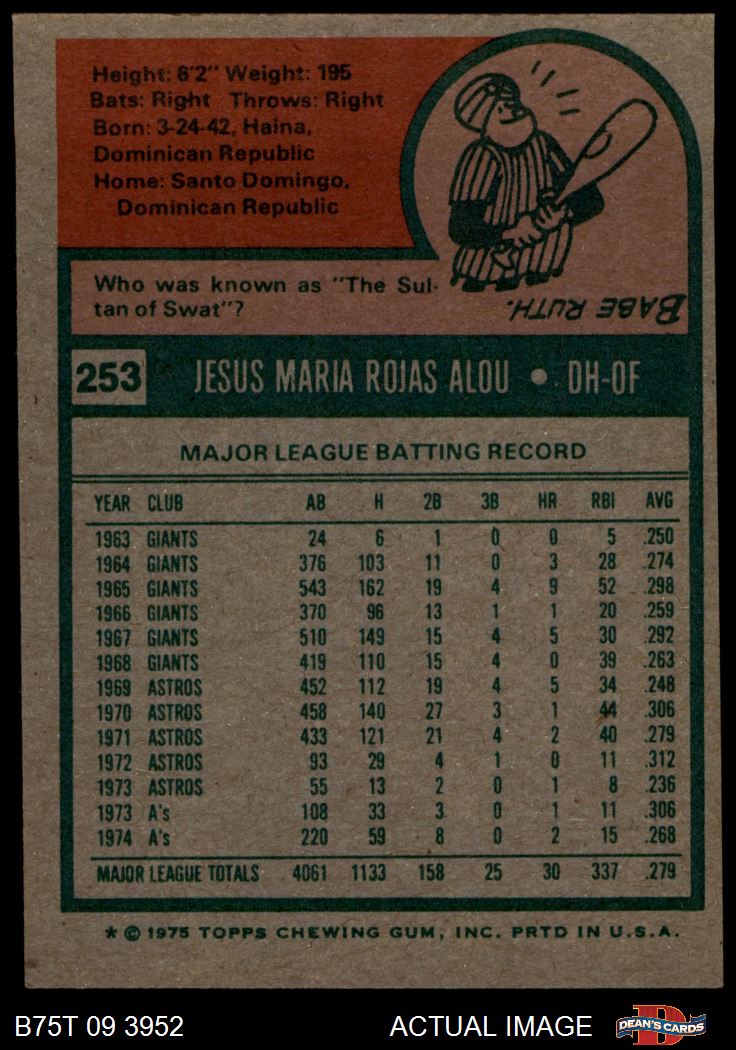 Height: 6'2" Weight: 195
Bats: Right Throws: Right
Born: 3-24-42, Haina,
Dominican Republic
Home: Santo Domingo,
Dominican Republic
Who was known as "The Sul-
tan of Swat"?
BABE RUTH.
253 JESUS MARIA ROJAS ALOU • DH-OF
MAJOR LEAGUE BATTING RECORD
YEAR CLUB AB H 2B 3B HR RBI AVG
1963 GIANTS 24 6 1 0 0 5 .250
1964 GIANTS 376 103 11 0 3 28 .274
1965 GIANTS 543 162 19 4 9 52 .298
1966 GIANTS 370 96 13 1 1 20 .259
1967 GIANTS 510 149 15 4 5 30 .292
1968 GIANTS 419 110 15 4 0 39 .263
1969 ASTROS 452 112 19 4 5 34 .248
1970 ASTROS 458 140 27 3 1 44 .306
1971 ASTROS 433 121 21 4 2 40 .279
1972 ASTROS 93 29 4 1 0 11 .312
1973 ASTROS 55 13 2 0 1 8 .236
1973 A's 108 33 3 0 1 11 .306
1974 A's 220 59 8 0 2 15 .268
MAJOR LEAGUE TOTALS 4061 1133 158 25 30 337 .279
* © 1975 TOPPS CHEWING GUM, INC. PRTD IN U.S.A.
B75T 09 3952 ACTUAL IMAGE D DEAN'S CARDS